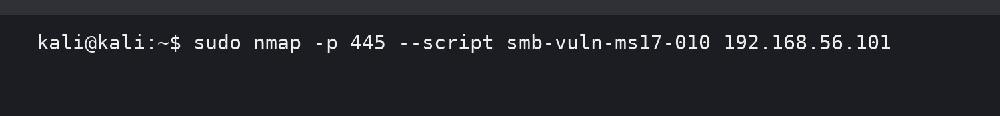 kali@kali:~$ sudo nmap -p 445 --script smb-vuln-ms17-010 192.168.56.101